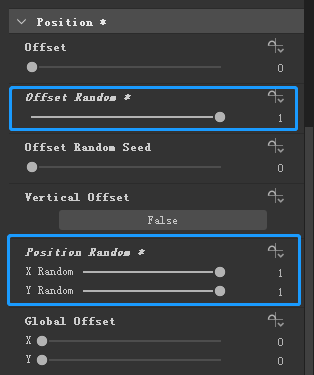 Position *
Offset
0
Offset Random *
1
Offset Random Seed
0
Vertical Offset
False
Position Random *
X Random 1
Y Random 1
Global Offset
X 0
Y 0